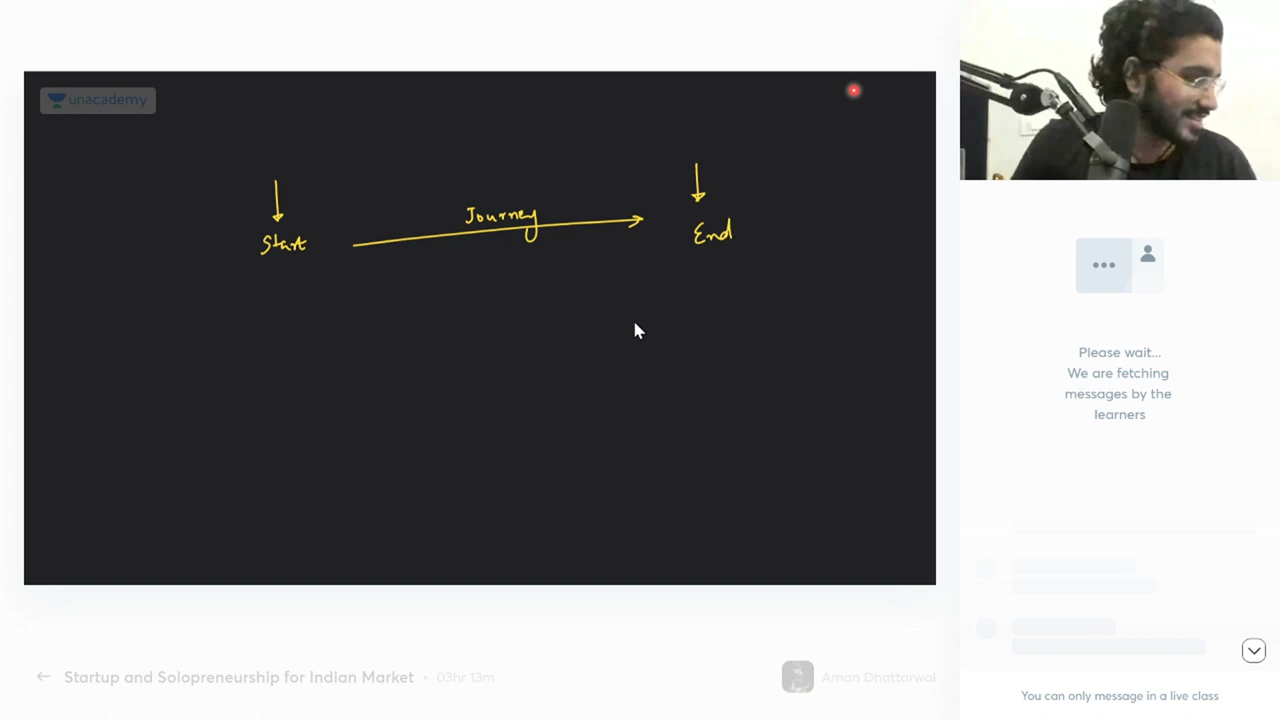 unacademy
Start
Journey
End
Please wait...
We are fetching
messages by the
learners
Startup and Solopreneurship for Indian Market • 03hr 13m
Aman Dhattarwal
You can only message in a live class